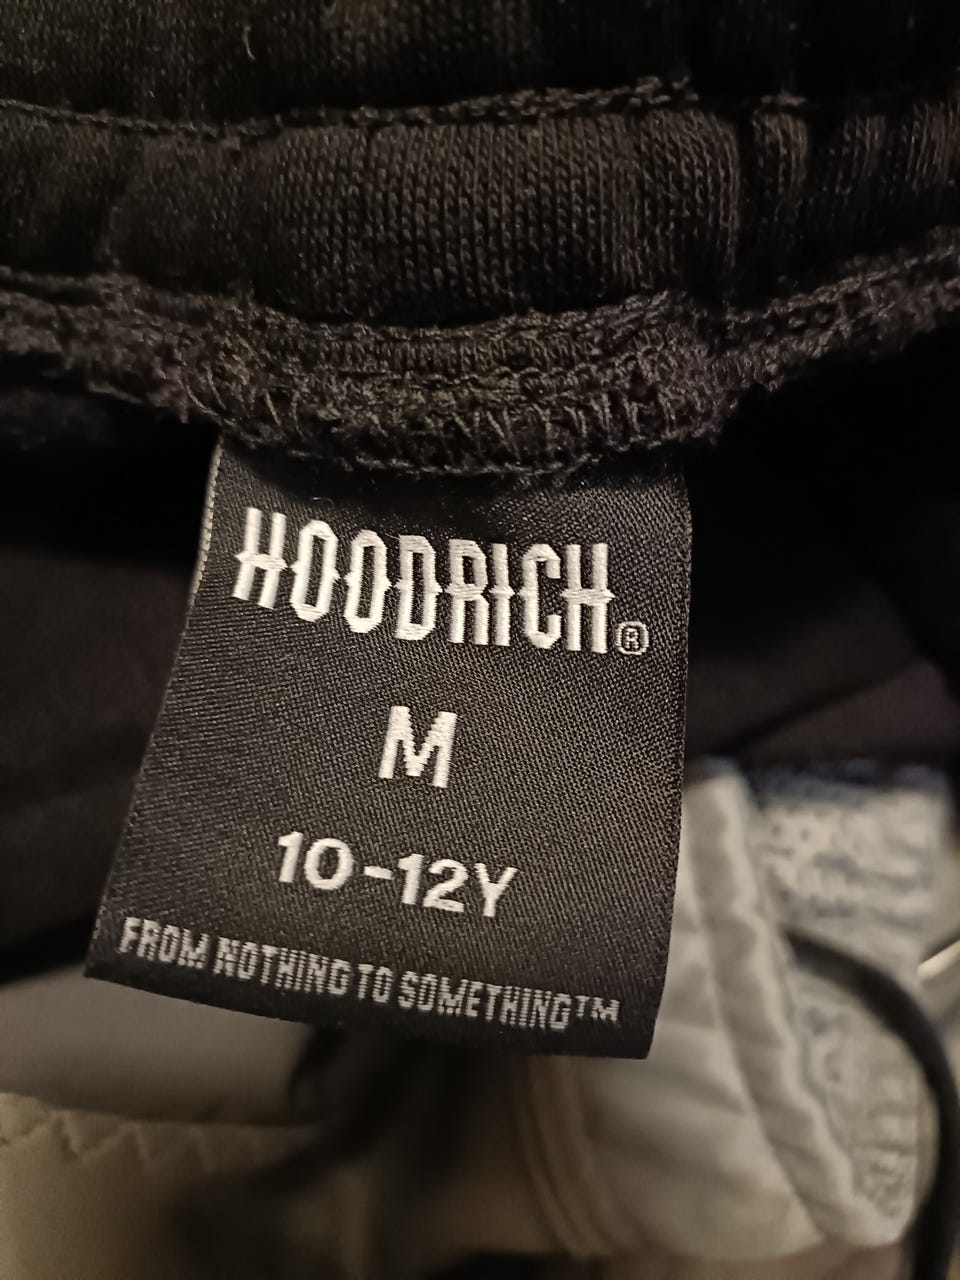 HOODRICH®
M
10-12Y
FROM NOTHING TO SOMETHING™